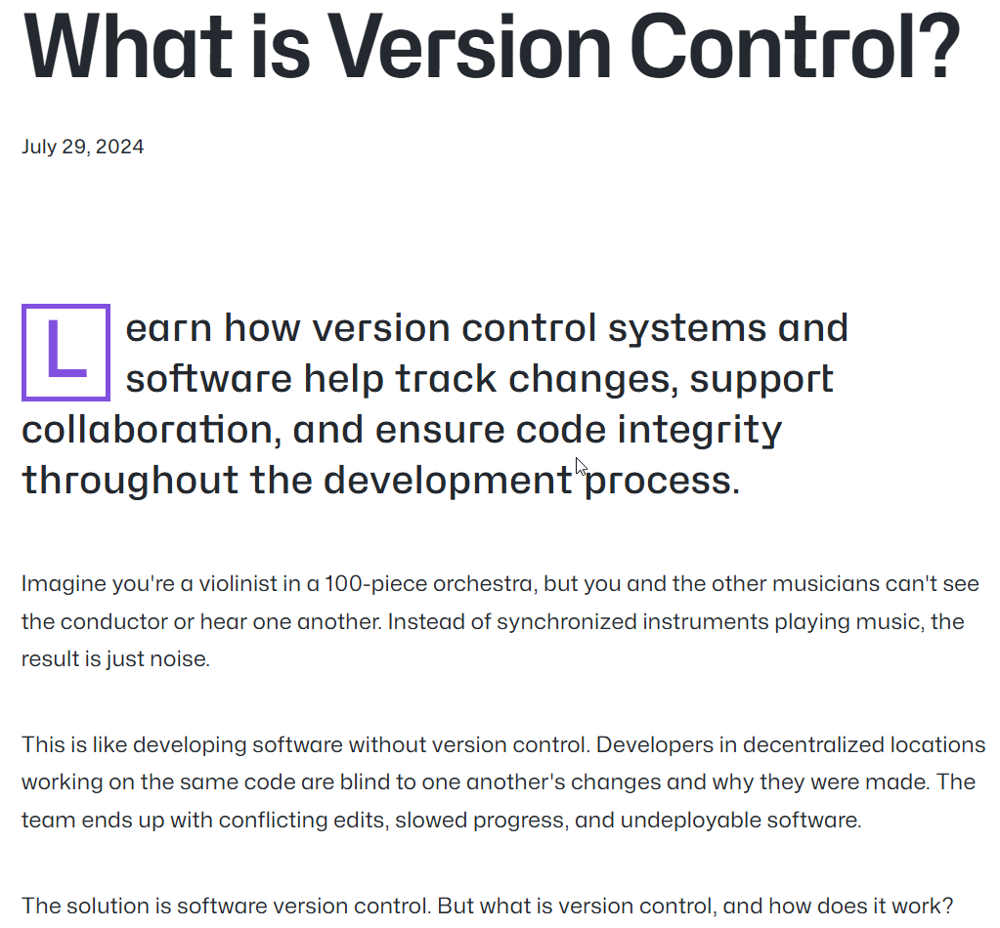 What is Version Control?
July 29, 2024
Learn how version control systems and
software help track changes, support
collaboration, and ensure code integrity
throughout the development process.
Imagine you're a violinist in a 100-piece orchestra, but you and the other musicians can't see
the conductor or hear one another. Instead of synchronized instruments playing music, the
result is just noise.
This is like developing software without version control. Developers in decentralized locations
working on the same code are blind to one another's changes and why they were made. The
team ends up with conflicting edits, slowed progress, and undeployable software.
The solution is software version control. But what is version control, and how does it work?